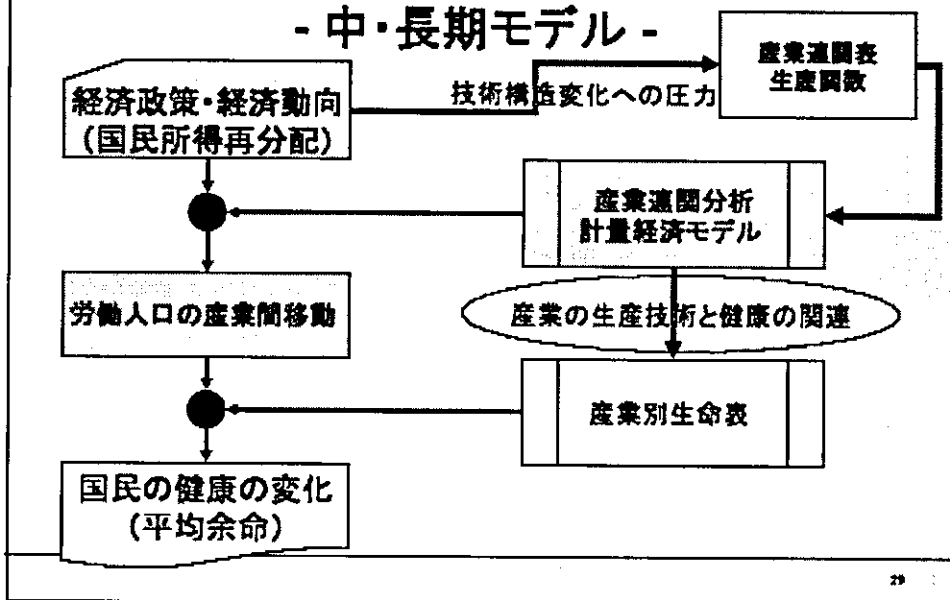 - 中・長期モデル -
経済政策・経済動向
(国民所得再分配)
技術構造変化への圧力
産業連関表
生産関数
産業連関分析
計量経済モデル
労働人口の産業間移動
産業の生産技術と健康の関連
産業別生命表
国民の健康の変化
(平均余命)
29